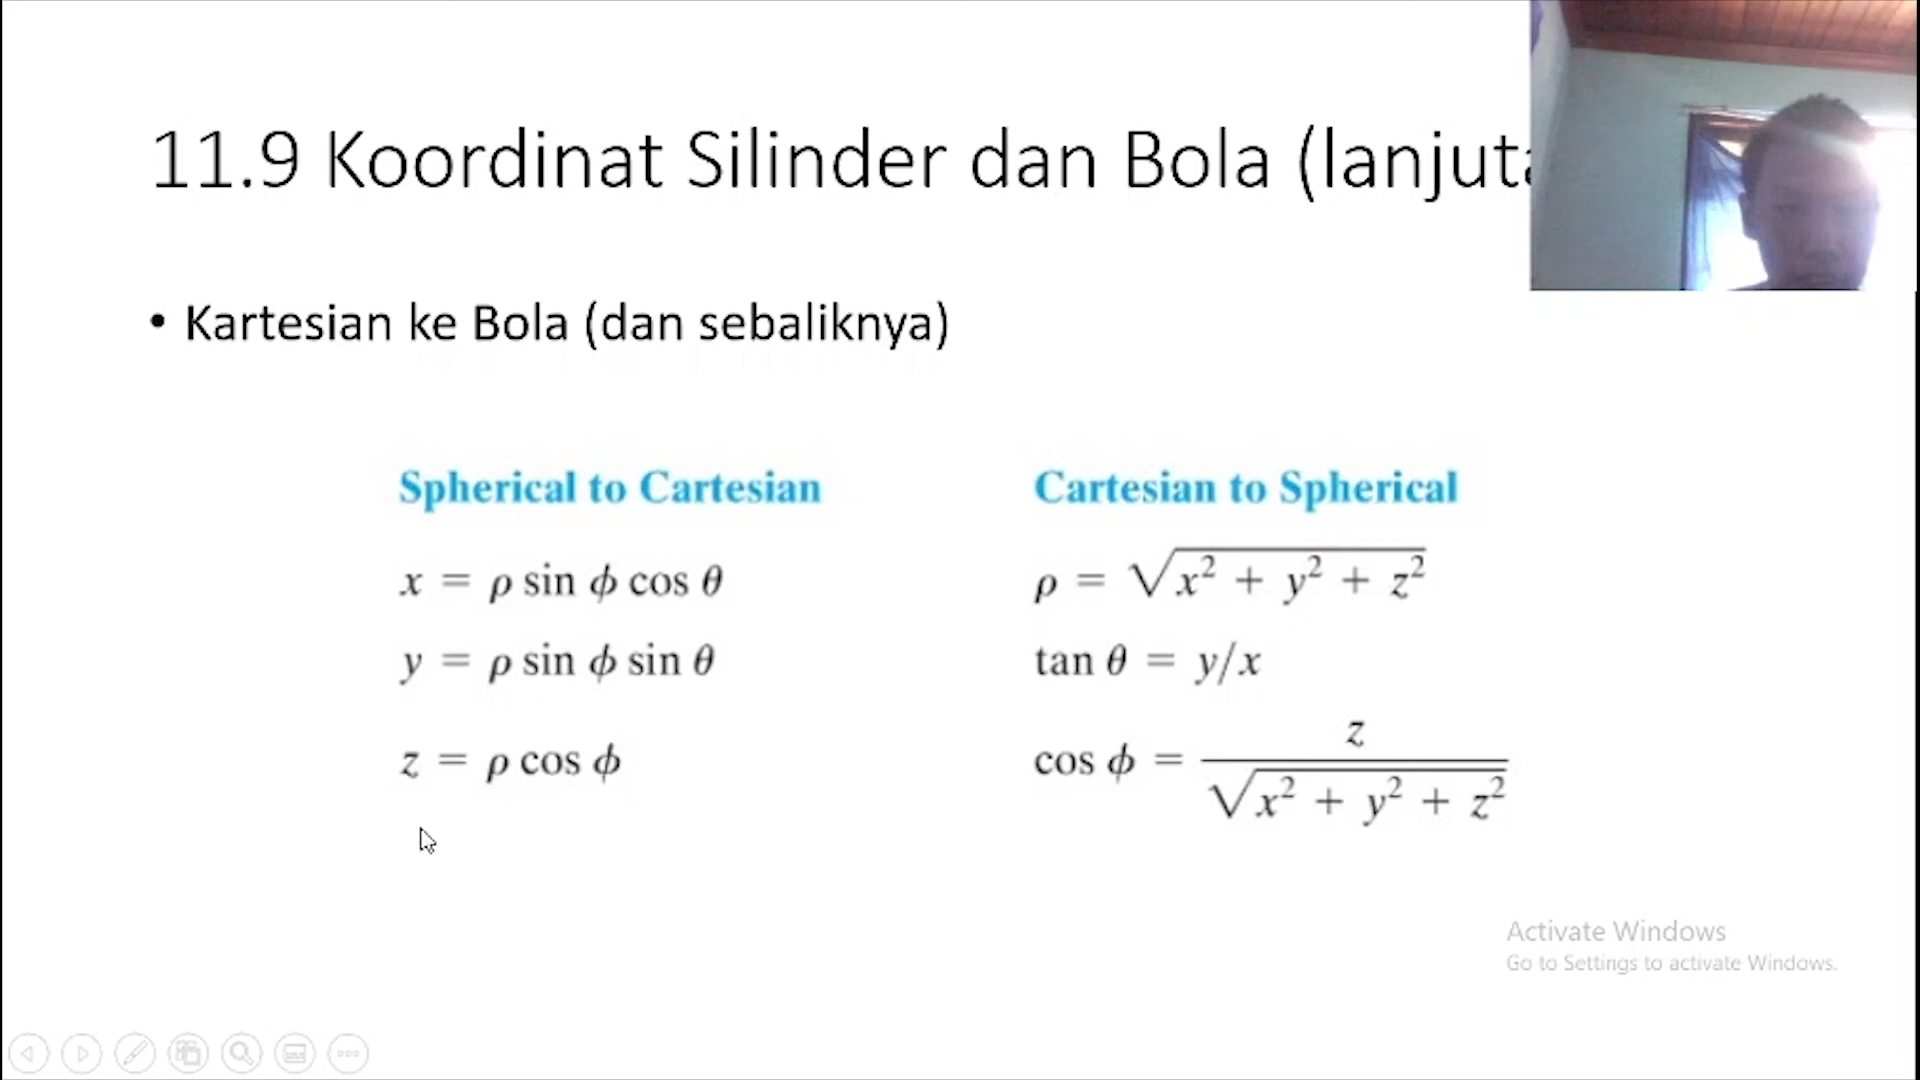 11.9 Koordinat Silinder dan Bola (lanjuta
• Kartesian ke Bola (dan sebaliknya)
Spherical to Cartesian
x = ρ sin ϕ cos θ
y = ρ sin ϕ sin θ
z = ρ cos ϕ
Cartesian to Spherical
ρ = √(x² + y² + z²)
tan θ = y/x
cos ϕ = z / √(x² + y² + z²)
Activate Windows
Go to Settings to activate Windows.